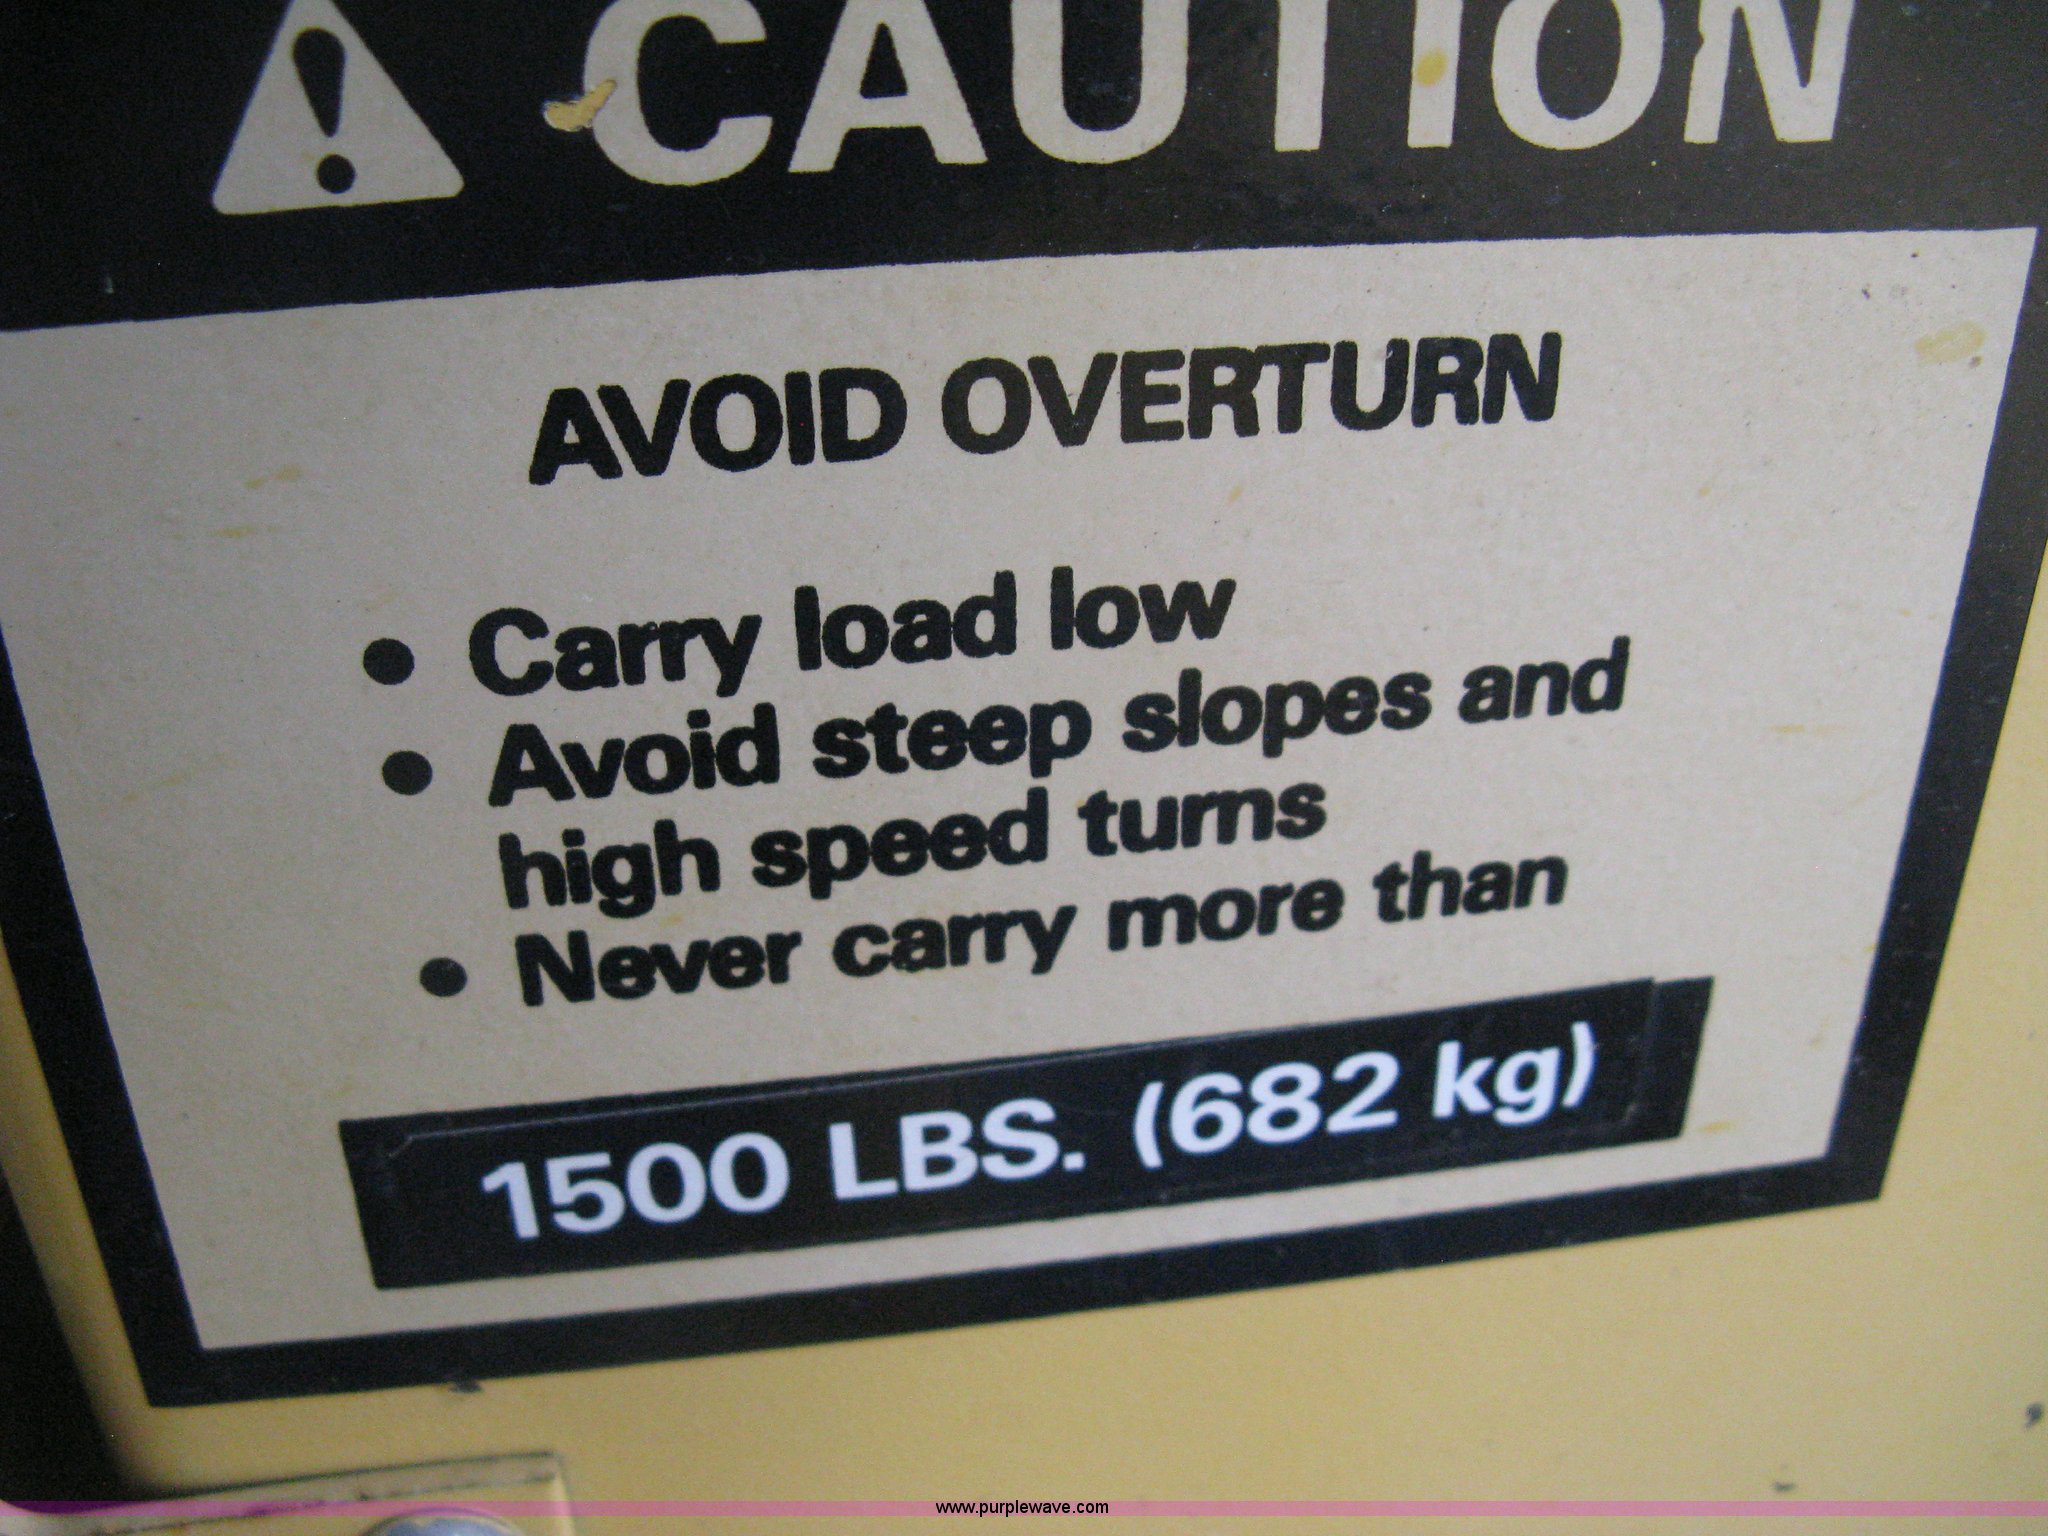 CAUTION
AVOID OVERTURN
• Carry load low
• Avoid steep slopes and
high speed turns
• Never carry more than
1500 LBS. (682 kg)
www.purplewave.com